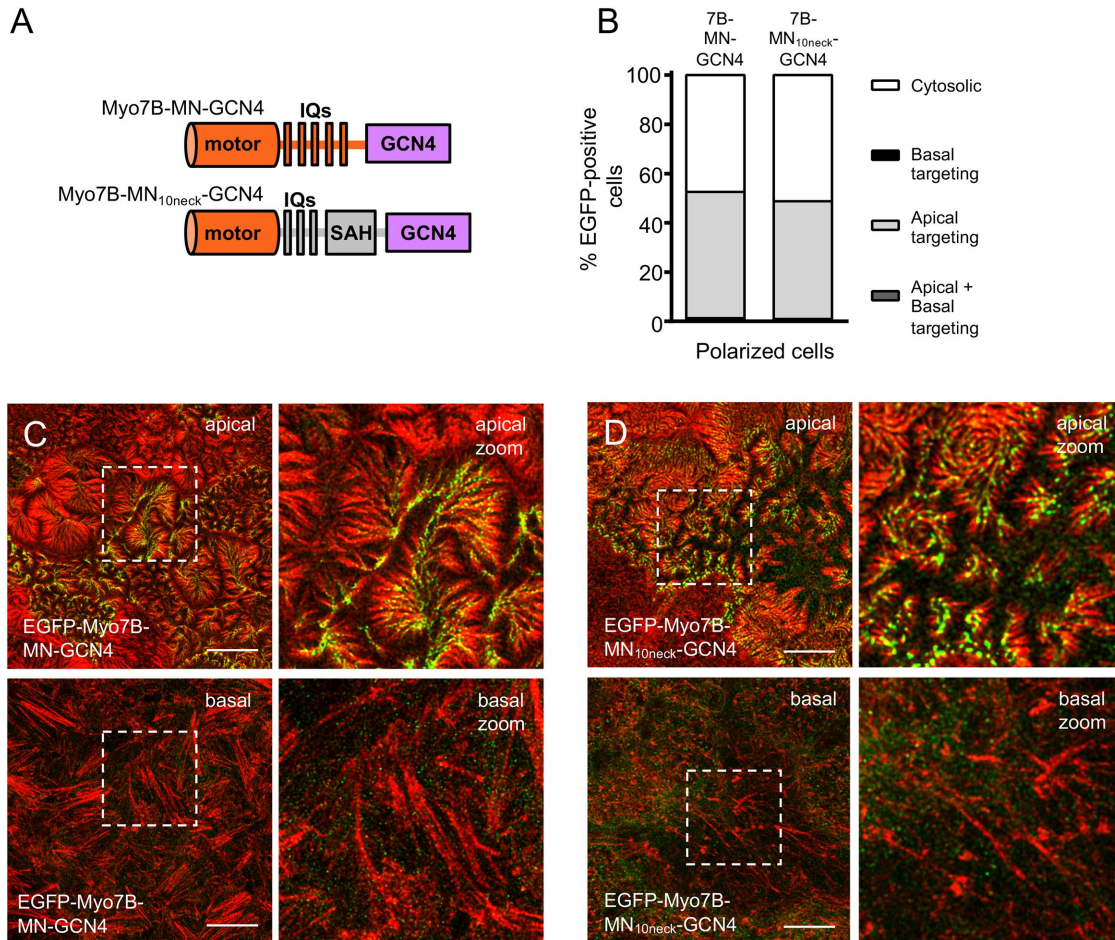 A
Myo7B-MN-GCN4
IQs
motor
GCN4
Myo7B-MN10neck-GCN4
IQs
motor
SAH
GCN4
B
7B-
MN-
GCN4
7B-
MN10neck-
GCN4
% EGFP-positive
cells
100
80
60
40
20
0
Polarized cells
Cytosolic
Basal
targeting
Apical
targeting
Apical +
Basal
targeting
C
apical
EGFP-Myo7B-
MN-GCN4
apical
zoom
basal
EGFP-Myo7B-
MN-GCN4
basal
zoom
D
apical
EGFP-Myo7B-
MN10neck-GCN4
apical
zoom
basal
EGFP-Myo7B-
MN10neck-GCN4
basal
zoom